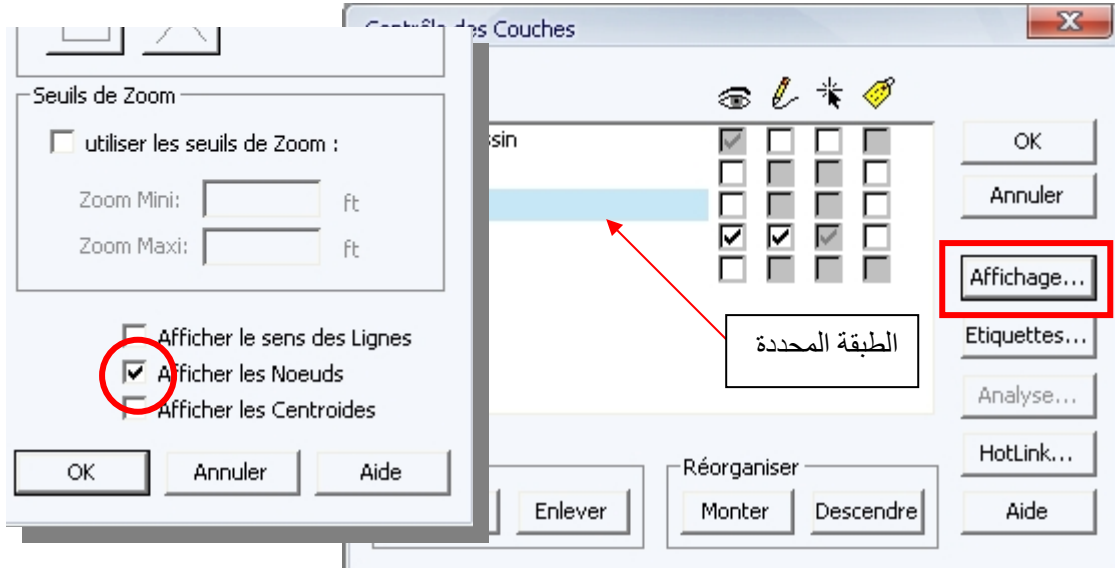 Seuils de Zoom
utiliser les seuils de Zoom :
Zoom Mini:
ft
Zoom Maxi:
ft
Afficher le sens des Lignes
Afficher les Noeuds
Afficher les Centroides
OK
Annuler
Aide
des Couches
OK
Annuler
Affichage...
Etiquettes...
Analyse...
HotLink...
Aide
الطبقة المحددة
Enlever
Réorganiser
Monter
Descendre